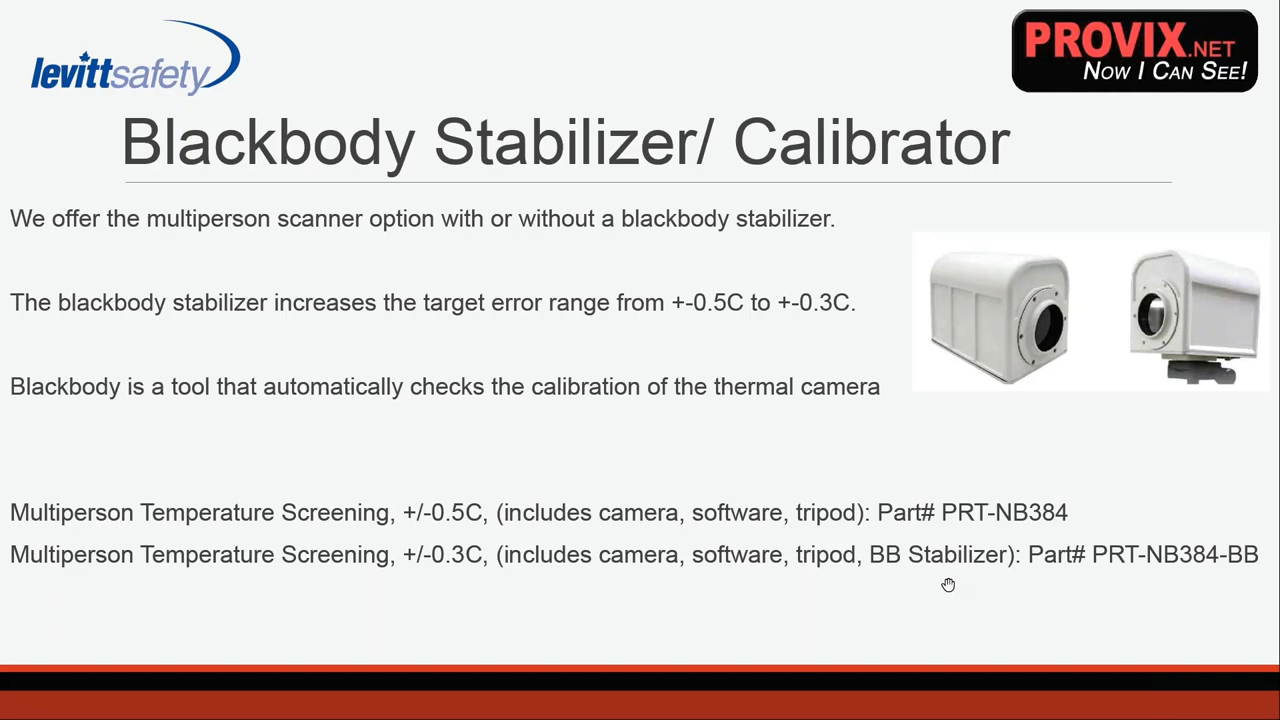 levittsafety
PROVIX.NET
NOW I CAN SEE!
Blackbody Stabilizer/ Calibrator
We offer the multiperson scanner option with or without a blackbody stabilizer.
The blackbody stabilizer increases the target error range from +-0.5C to +-0.3C.
Blackbody is a tool that automatically checks the calibration of the thermal camera
Multiperson Temperature Screening, +/-0.5C, (includes camera, software, tripod): Part# PRT-NB384
Multiperson Temperature Screening, +/-0.3C, (includes camera, software, tripod, BB Stabilizer): Part# PRT-NB384-BB